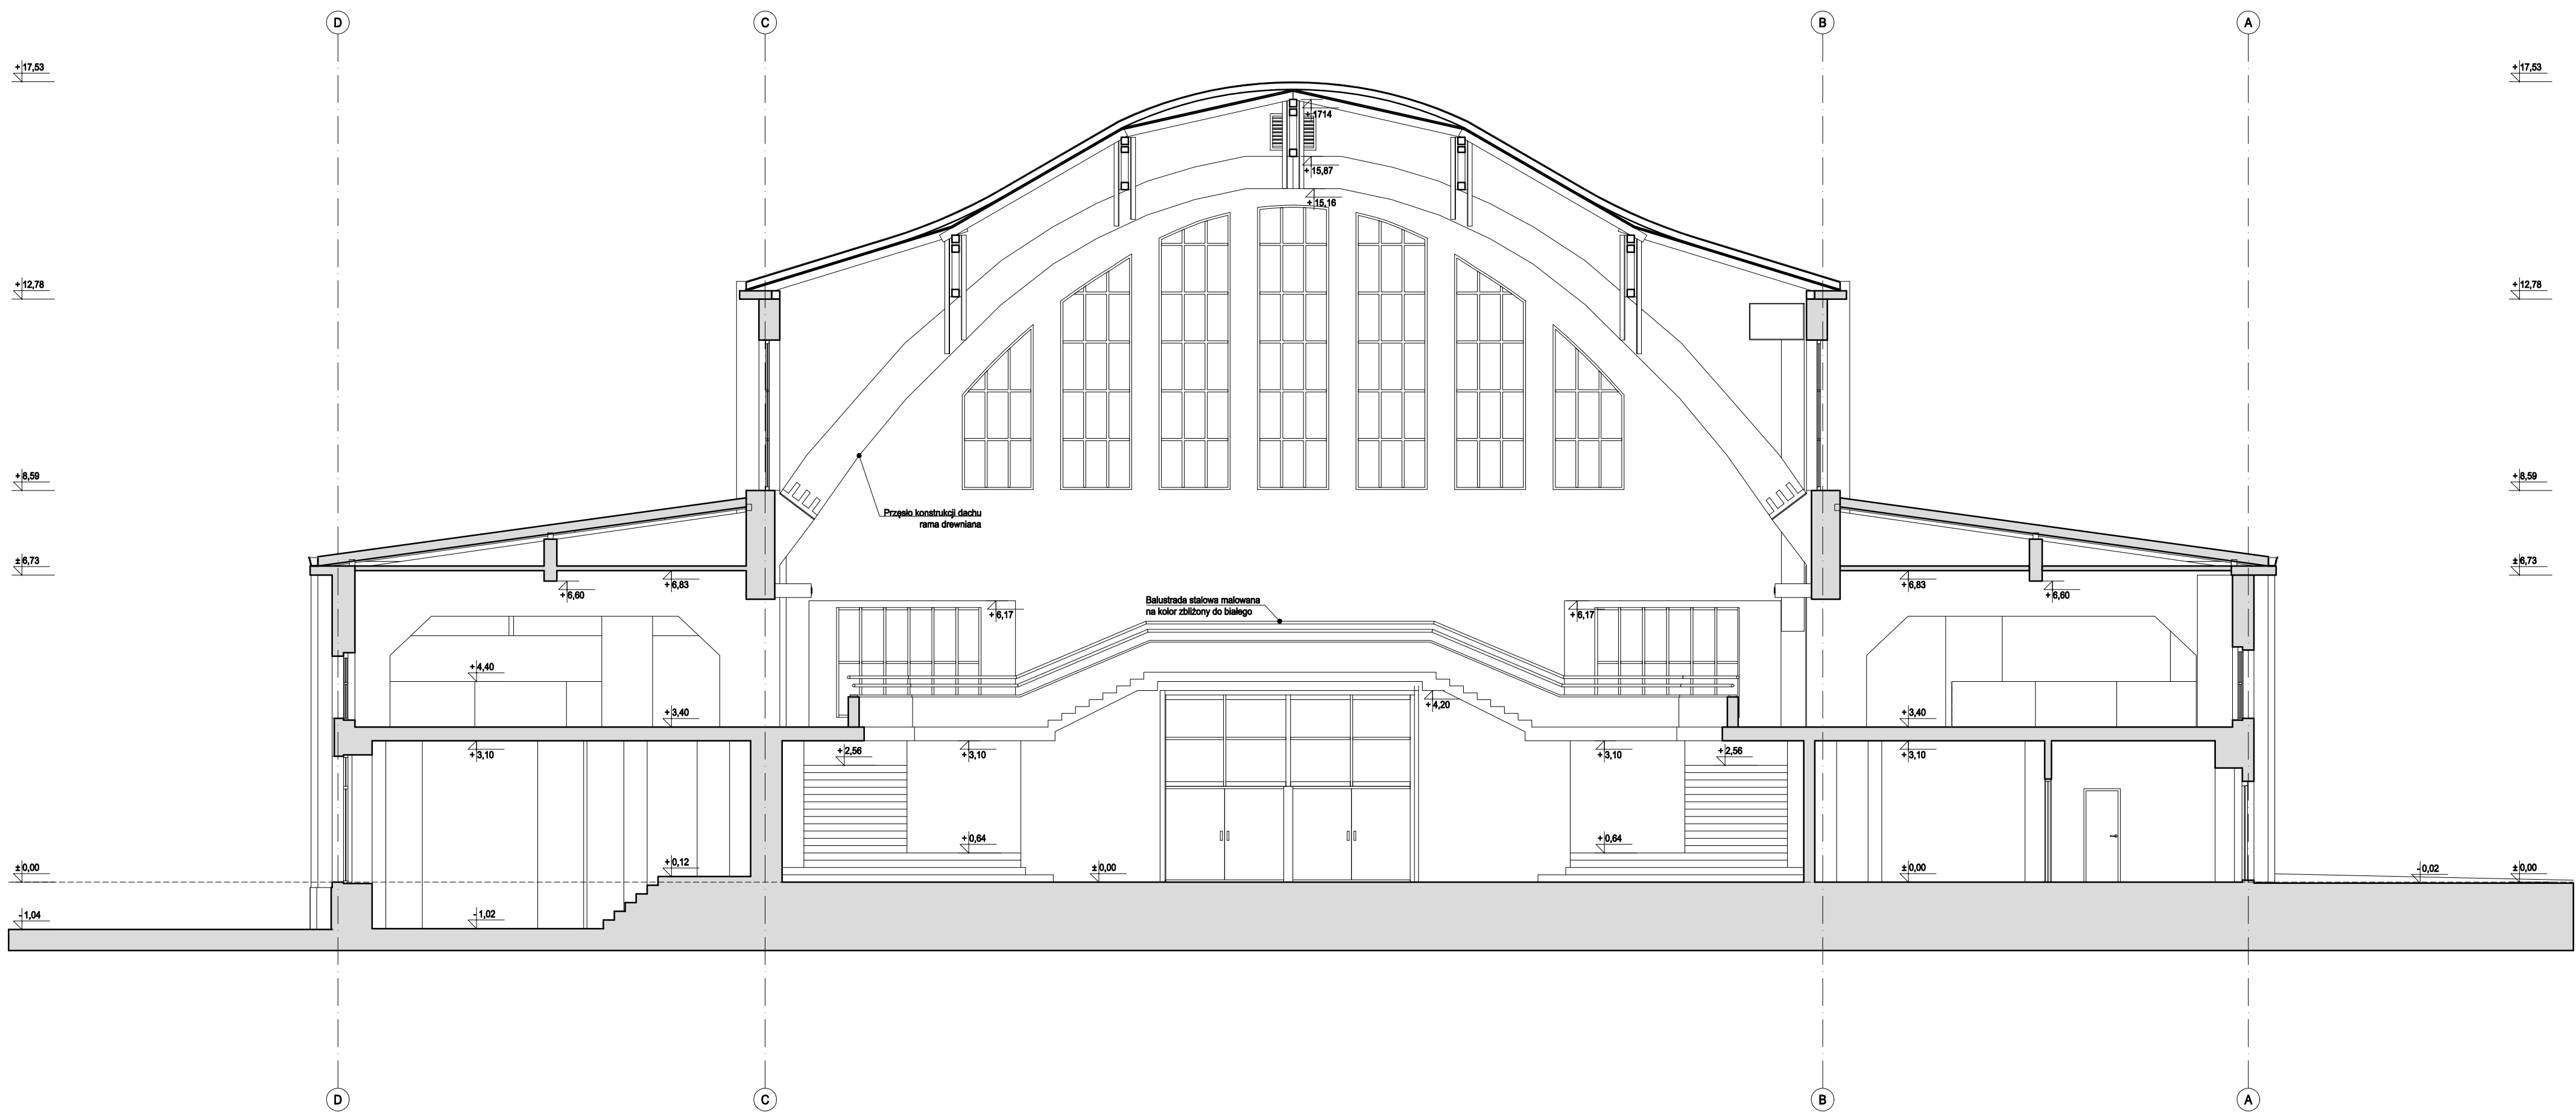 D C B A
+ 17,53 + 17,53
+ 1714
+ 15,87
+ 15,16
+ 12,78 + 12,78
+ 8,59 + 8,59
Przęsło konstrukcji dachu
rama drewniana
± 6,73 ± 6,73
+ 6,83 + 6,83
+ 6,60 + 6,60
Balustrada stalowa malowana
na kolor zbliżony do białego
+ 6,17 + 6,17
+ 4,40
+ 4,20
+ 3,40 + 3,40
+ 2,56 + 2,56
+ 3,10 + 3,10 + 3,10 + 3,10
+ 0,64 + 0,64
± 0,00 + 0,12 ± 0,00 ± 0,00 - 0,02 ± 0,00
- 1,04 - 1,02
D C B A